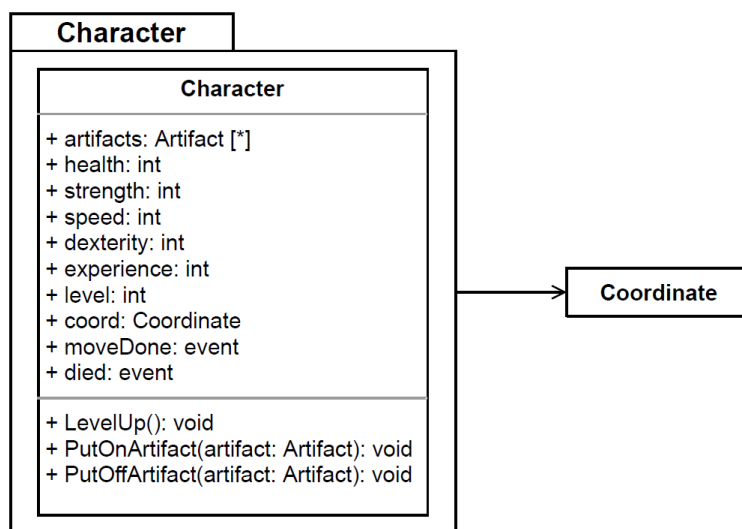 Character
Character
+ artifacts: Artifact [*]
+ health: int
+ strength: int
+ speed: int
+ dexterity: int
+ experience: int
+ level: int
+ coord: Coordinate
+ moveDone: event
+ died: event
+ LevelUp(): void
+ PutOnArtifact(artifact: Artifact): void
+ PutOffArtifact(artifact: Artifact): void
Coordinate